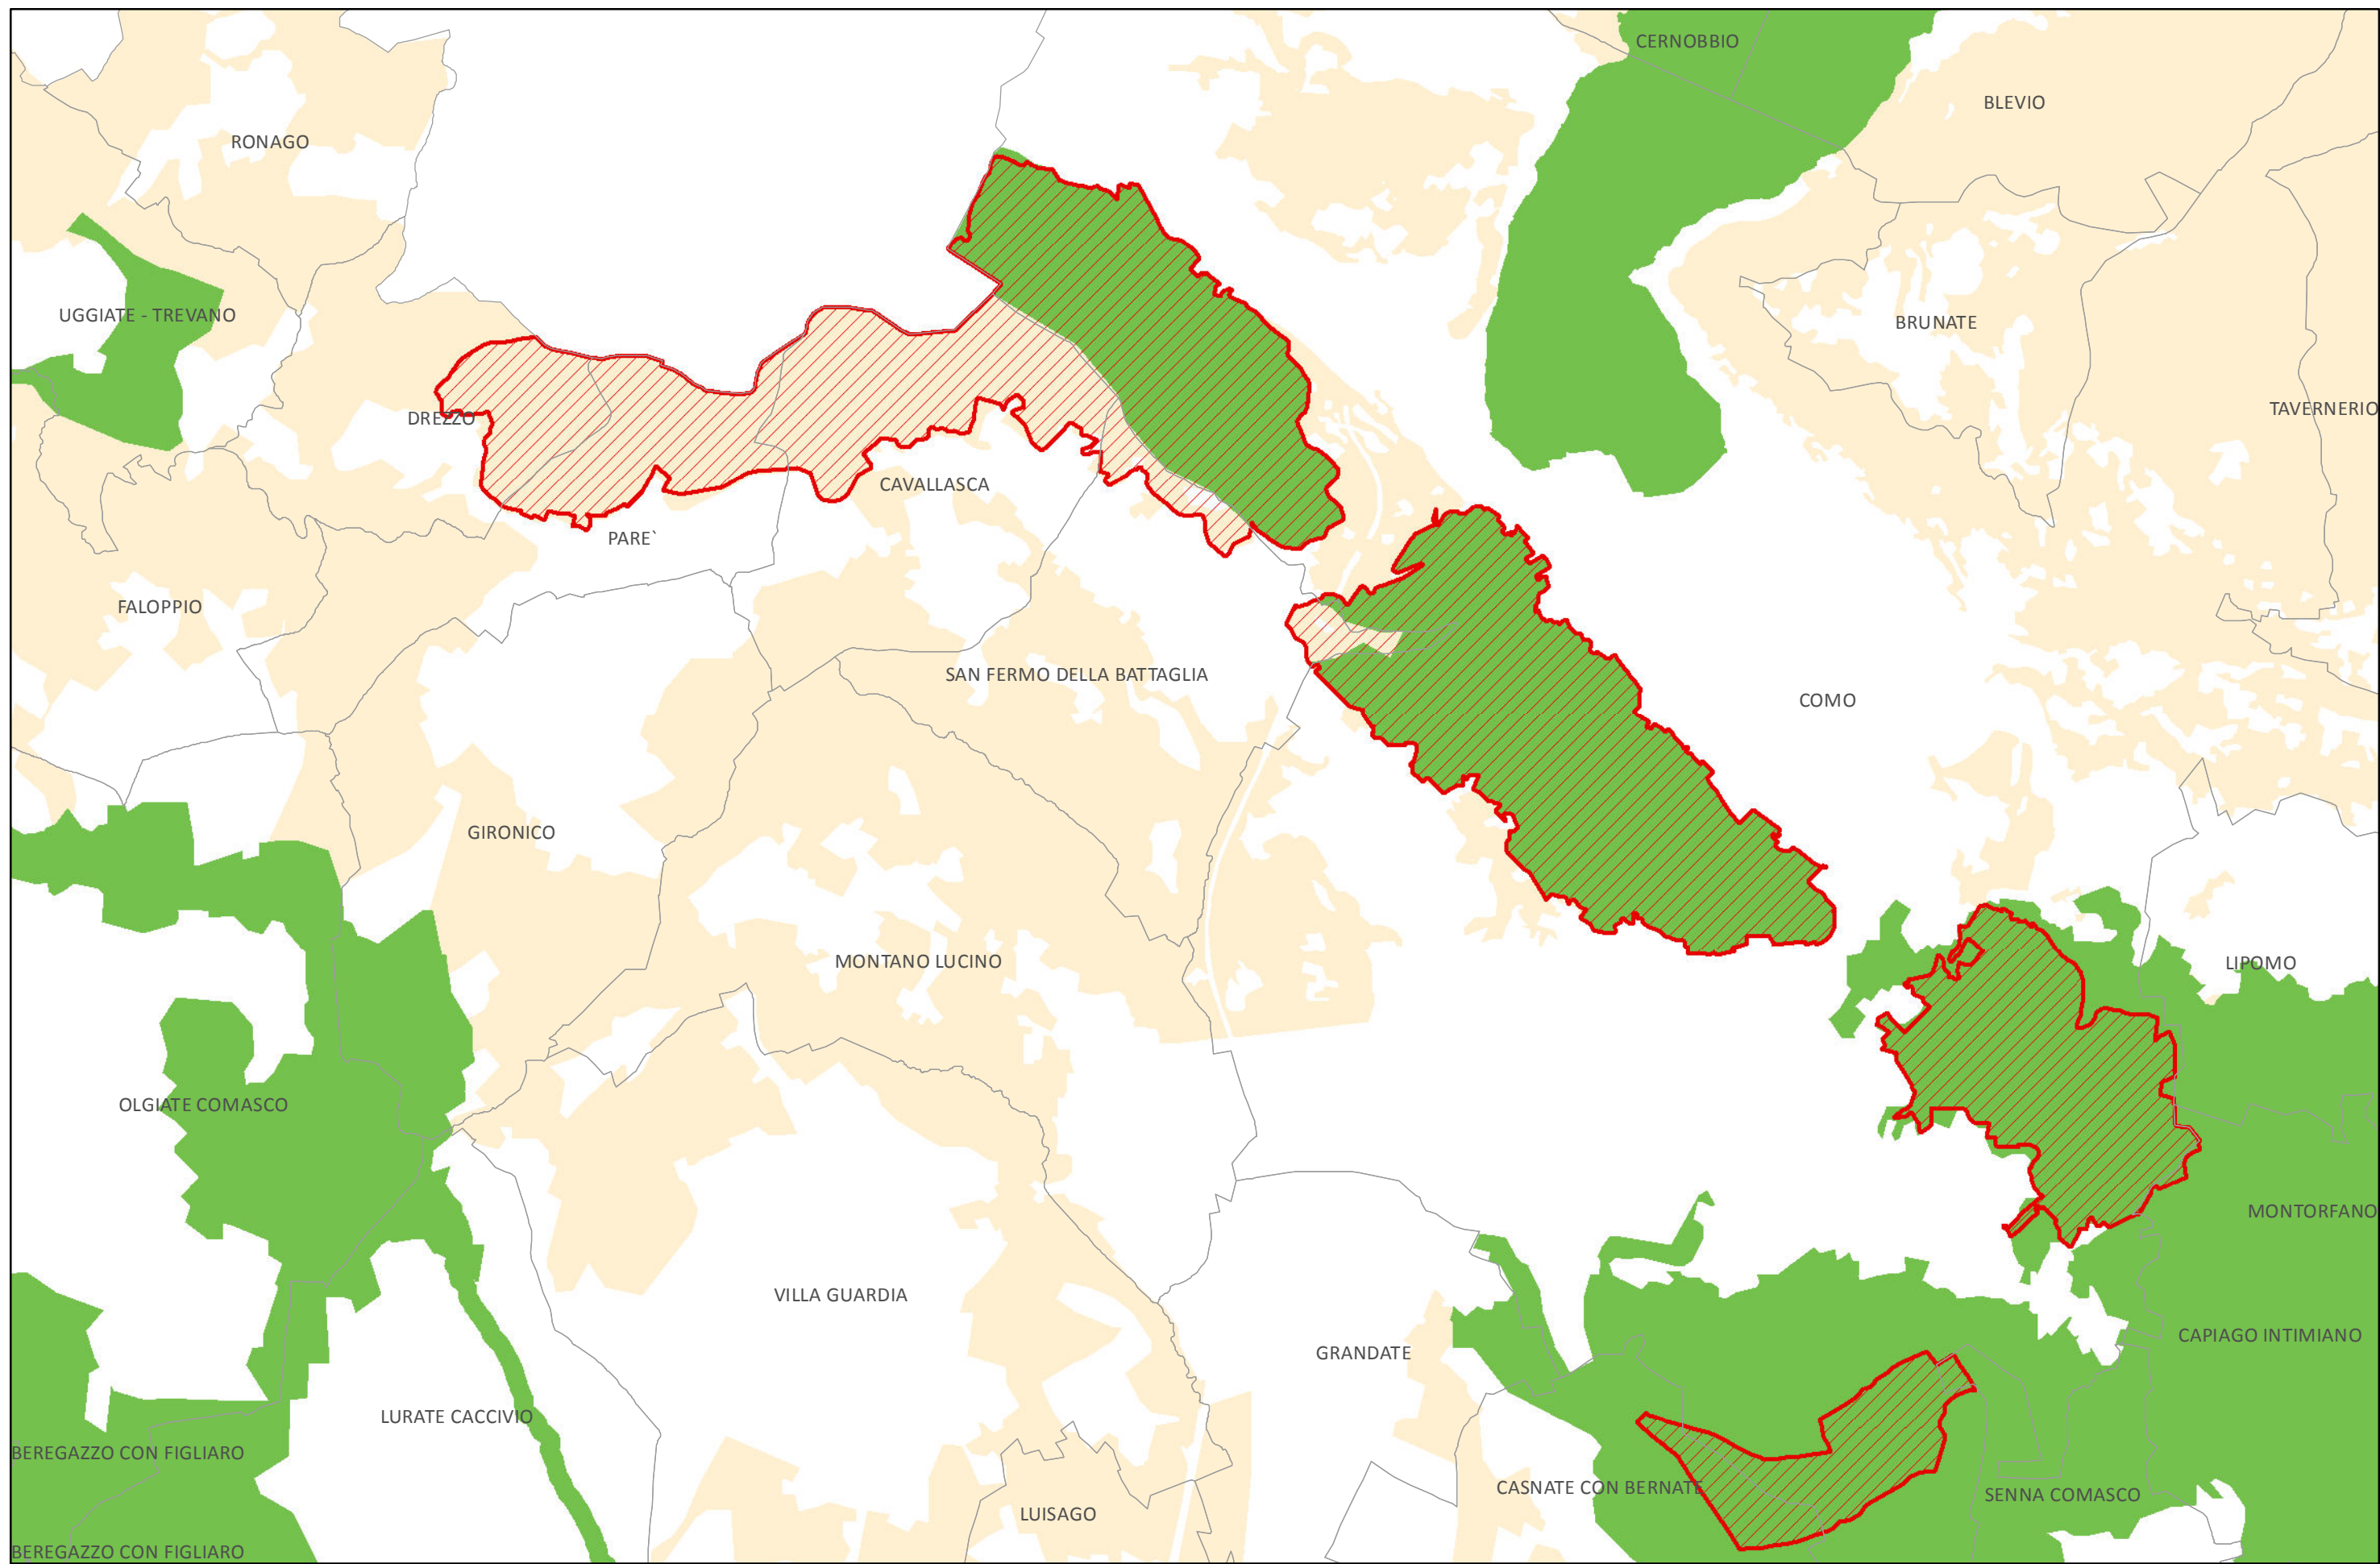 CERNOBBIO
BLEVIO
RONAGO
UGGIATE - TREVANO
BRUNATE
TAVERNERIO
DREZZO
CAVALLASCA
PARE`
FALOPPIO
SAN FERMO DELLA BATTAGLIA
COMO
GIRONICO
MONTANO LUCINO
LIPOMO
OLGIATE COMASCO
MONTORFANO
VILLA GUARDIA
CAPIAGO INTIMIANO
GRANDATE
LURATE CACCIVIO
BEREGAZZO CON FIGLIARO
CASNATE CON BERNATE
SENNA COMASCO
LUISAGO
BEREGAZZO CON FIGLIARO